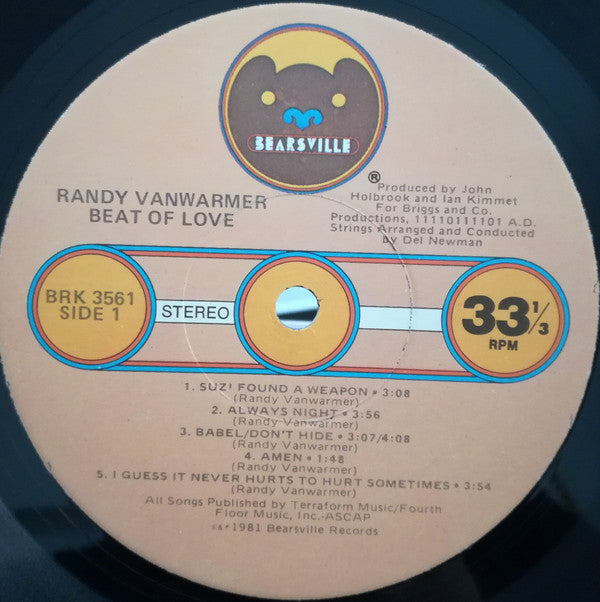 BEARSVILLE
®
RANDY VANWARMER
BEAT OF LOVE
Produced by John
Holbrook and Ian Kimmet
For Briggs and Co.
Productions, 11110111101 A.D.
Strings Arranged and Conducted
by Del Newman
BRK 3561
SIDE 1
STEREO
33 1/3
RPM
1. SUZI FOUND A WEAPON • 3:08
(Randy Vanwarmer)
2. ALWAYS NIGHT • 3:56
(Randy Vanwarmer)
3. BABEL/DON'T HIDE • 3:07/4:08
(Randy Vanwarmer)
4. AMEN • 1:48
(Randy Vanwarmer)
5. I GUESS IT NEVER HURTS TO HURT SOMETIMES • 3:54
(Randy Vanwarmer)
All Songs Published by Terraform Music/Fourth
Floor Music, Inc.-ASCAP
©&℗ 1981 Bearsville Records